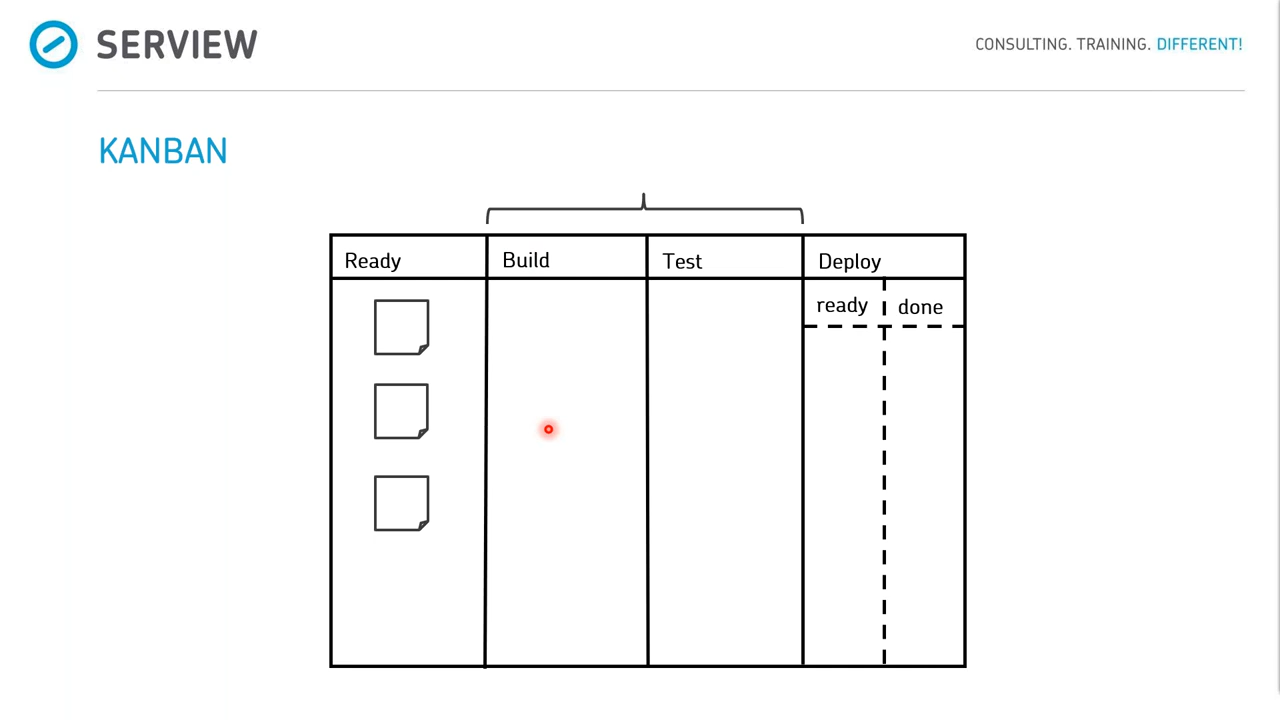 SERVIEW
CONSULTING. TRAINING. DIFFERENT!
KANBAN
Ready
Build
Test
Deploy
ready
done